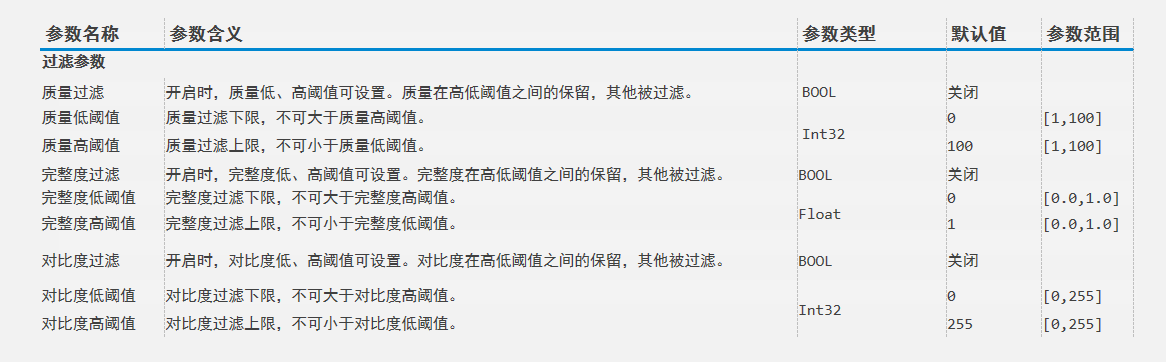 参数名称 参数含义 参数类型 默认值 参数范围
过滤参数
质量过滤 开启时，质量低、高阈值可设置。质量在高低阈值之间的保留，其他被过滤。 BOOL 关闭
质量低阈值 质量过滤下限，不可大于质量高阈值。 Int32 0 [1,100]
质量高阈值 质量过滤上限，不可小于质量低阈值。 100 [1,100]
完整度过滤 开启时，完整度低、高阈值可设置。完整度在高低阈值之间的保留，其他被过滤。 BOOL 关闭
完整度低阈值 完整度过滤下限，不可大于完整度高阈值。 Float 0 [0.0,1.0]
完整度高阈值 完整度过滤上限，不可小于完整度低阈值。 1 [0.0,1.0]
对比度过滤 开启时，对比度低、高阈值可设置。对比度在高低阈值之间的保留，其他被过滤。 BOOL 关闭
对比度低阈值 对比度过滤下限，不可大于对比度高阈值。 Int32 0 [0,255]
对比度高阈值 对比度过滤上限，不可小于对比度低阈值。 255 [0,255]